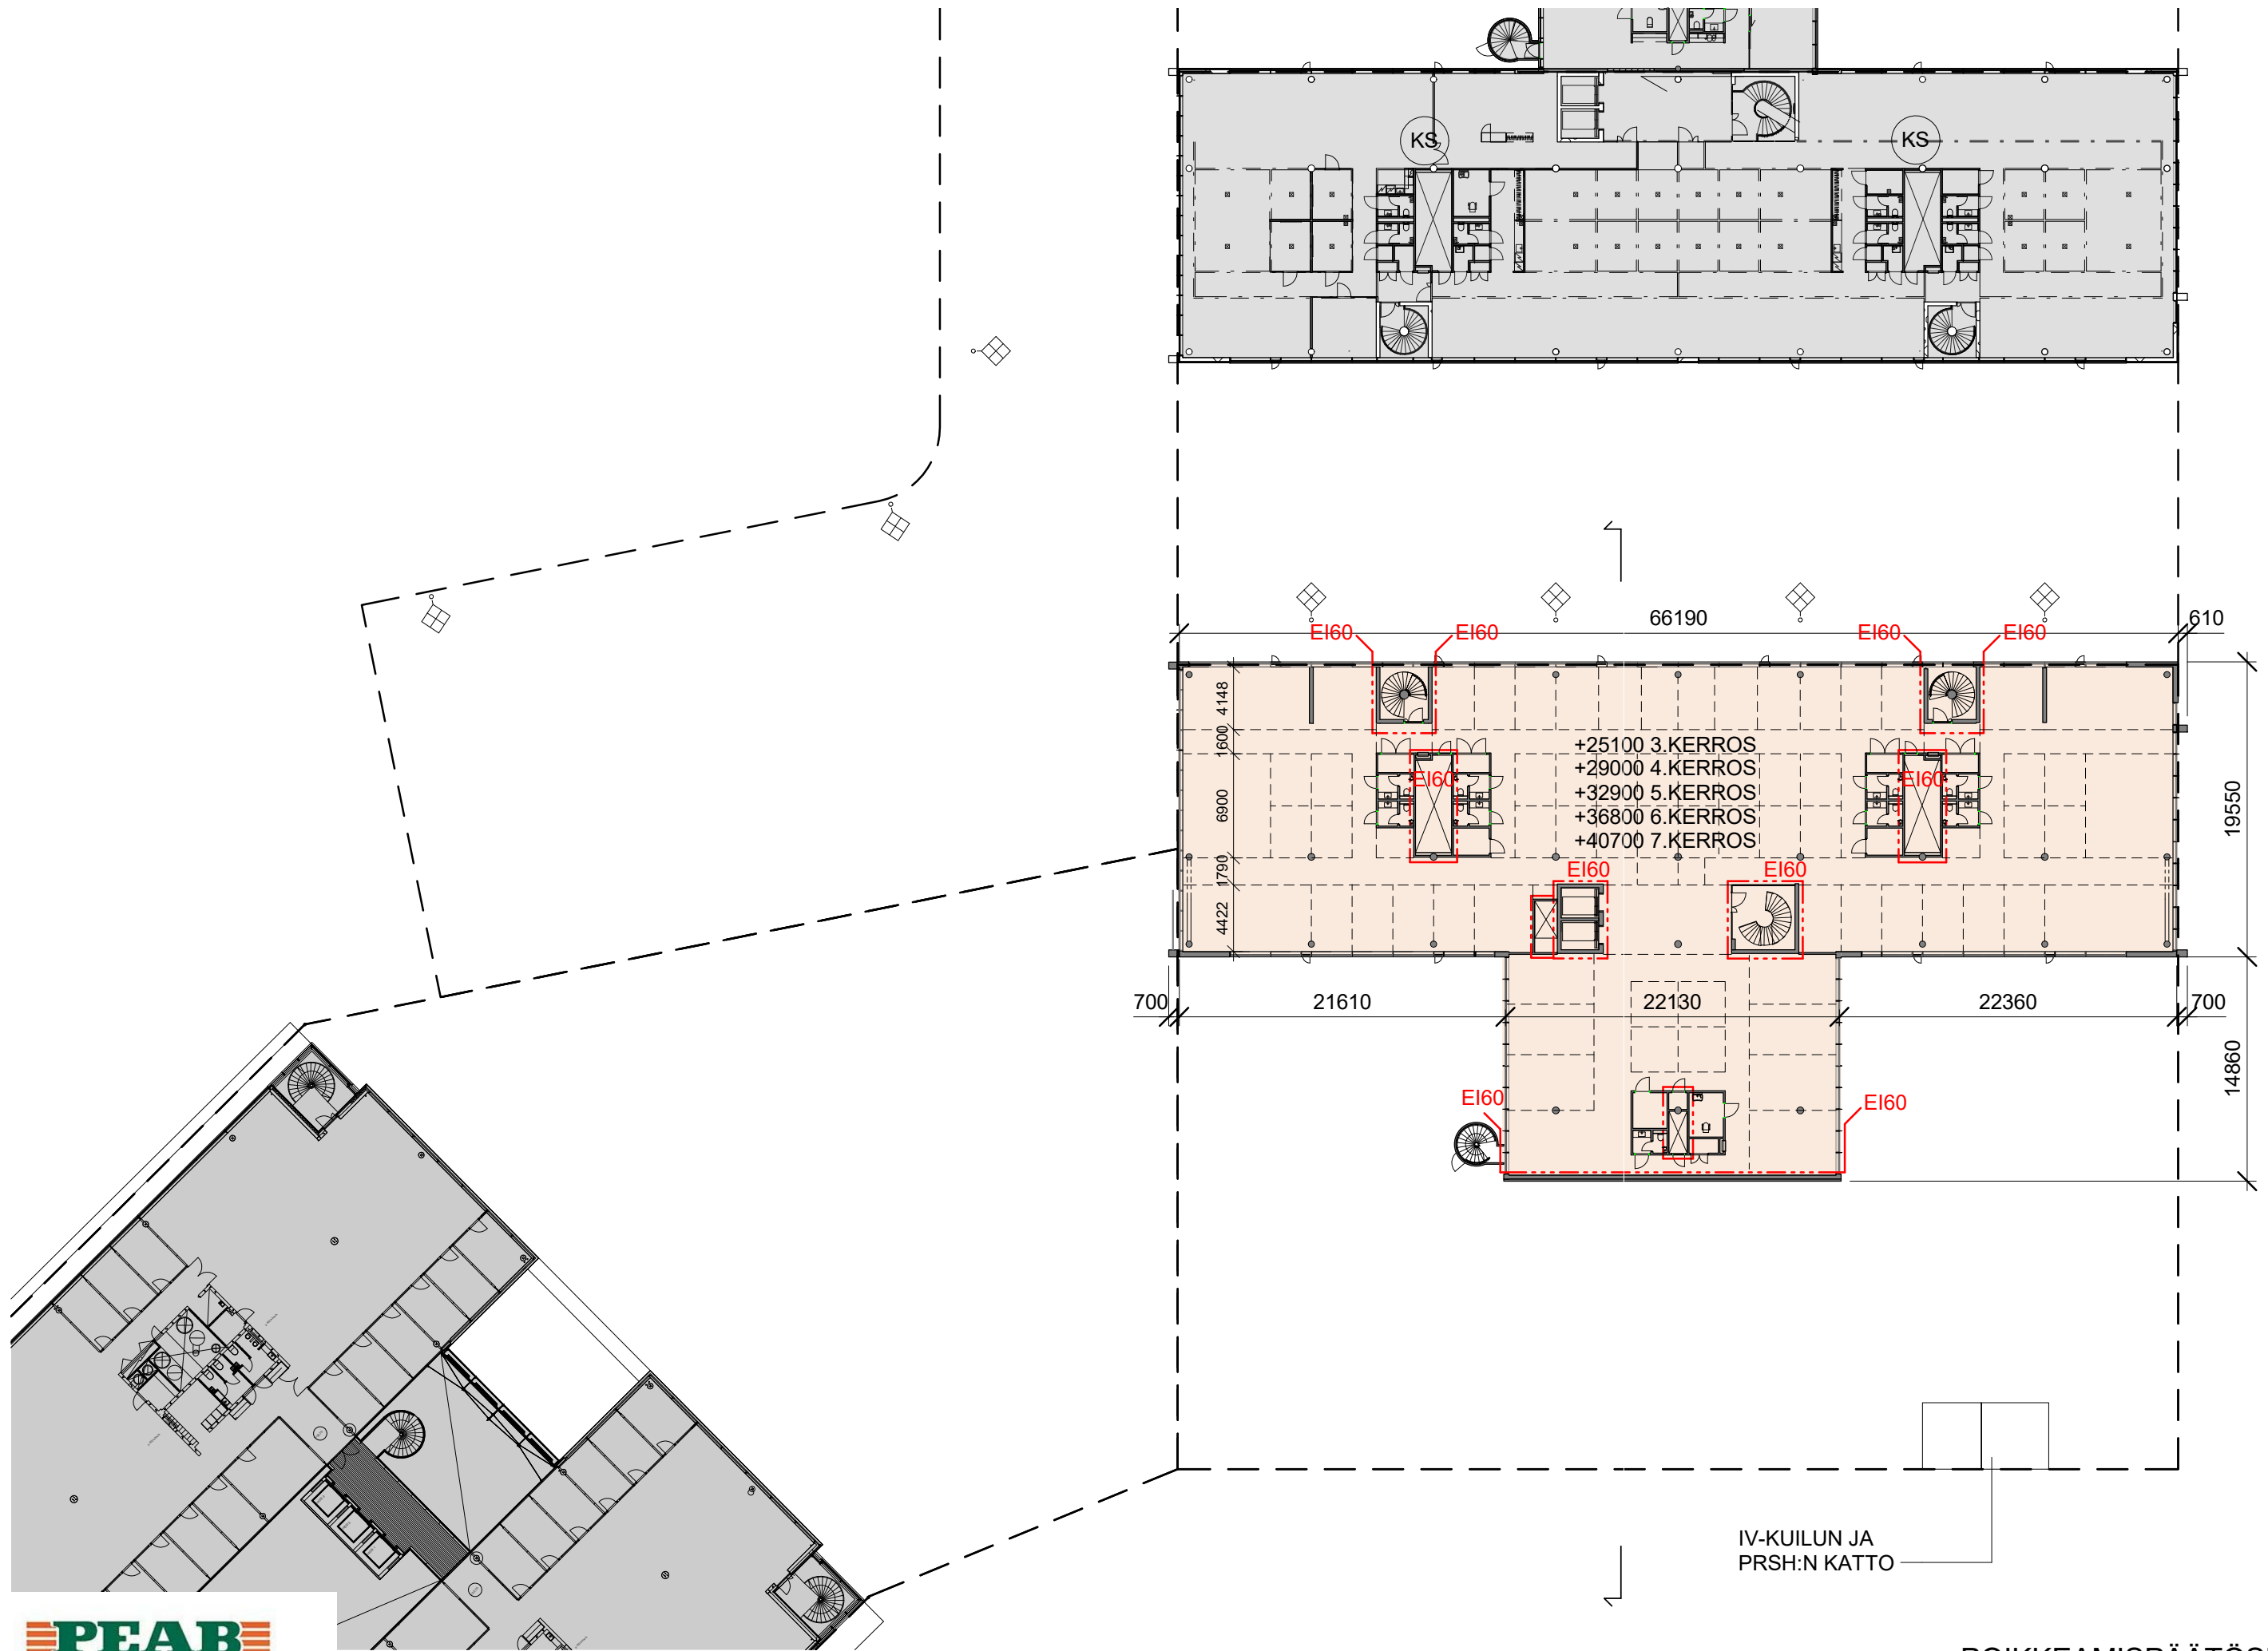 KS
KS
66190
610
EI60
EI60
EI60
EI60
4148
1600
6900
1790
4422
+25100 3.KERROS
+29000 4.KERROS
+32900 5.KERROS
+36800 6.KERROS
+40700 7.KERROS
EI60
EI60
19550
EI60
EI60
700
21610
22130
22360
700
14860
EI60
EI60
IV-KUILUN JA
PRSH:N KATTO
PEAB